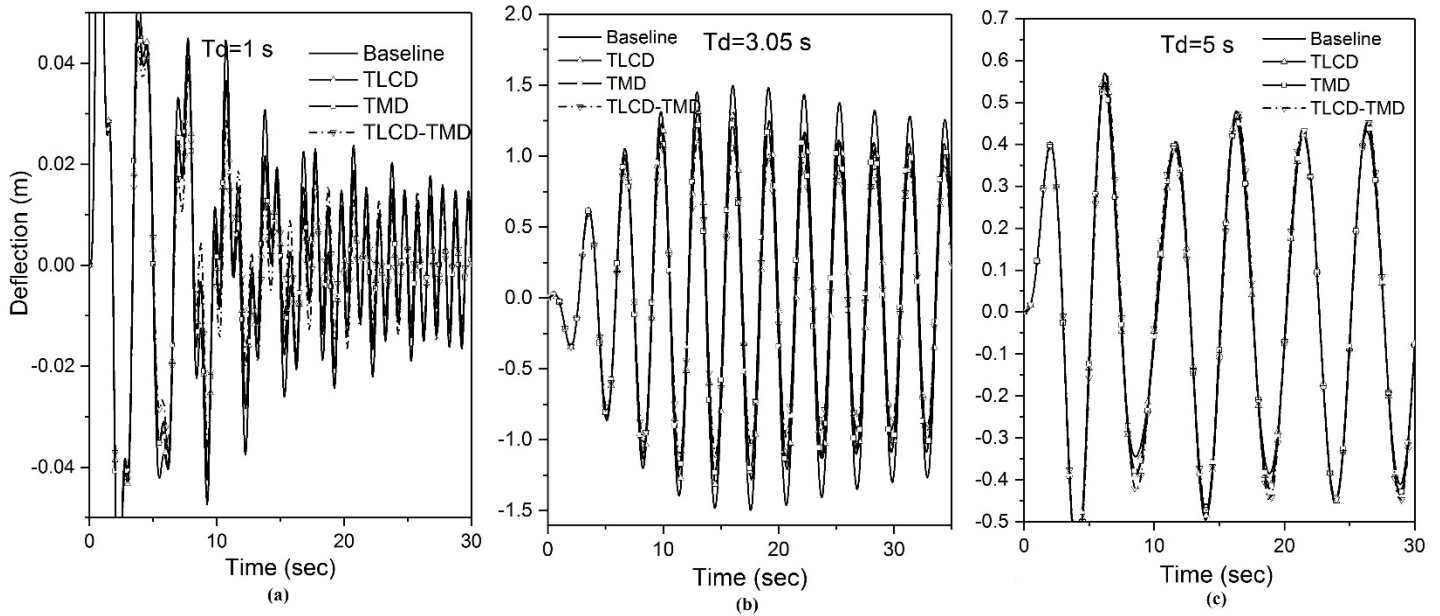 Deflection (m)
0.04
0.02
0.00
-0.02
-0.04
Td=1 s
Baseline
TLCD
TMD
TLCD-TMD
0 10 20 30
Time (sec)
(a)
2.0
1.5
1.0
0.5
0.0
-0.5
-1.0
-1.5
Td=3.05 s
Baseline
TLCD
TMD
TLCD-TMD
0 10 20 30
Time (sec)
(b)
0.7
0.6
0.5
0.4
0.3
0.2
0.1
0.0
-0.1
-0.2
-0.3
-0.4
-0.5
Td=5 s
Baseline
TLCD
TMD
TLCD-TMD
0 10 20 30
Time (sec)
(c)